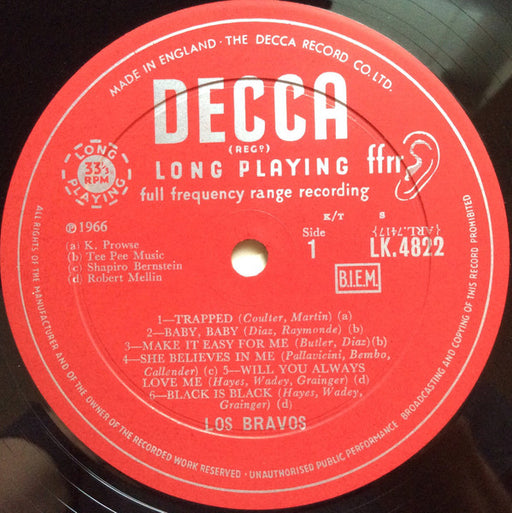 MADE IN ENGLAND · THE DECCA RECORD CO. LTD.
DECCA
(REGD)
LONG PLAYING ffrr
full frequency range recording
LONG PLAYING
33⅓
RPM
℗ 1966
(a) K. Prowse
(b) Tee Pee Music
(c) Shapiro Bernstein
(d) Robert Mellin
K/T S
Side
1
{ARL.7417}
LK.4822
B.I.E.M.
1—TRAPPED (Coulter, Martin) (a)
2—BABY, BABY (Diaz, Raymonde) (b)
3—MAKE IT EASY FOR ME (Butler, Diaz)(b)
4—SHE BELIEVES IN ME (Pallavicini, Bembo,
Callender) (c) 5—WILL YOU ALWAYS
LOVE ME (Hayes, Wadey, Grainger) (d)
6—BLACK IS BLACK (Hayes, Wadey,
Grainger) (d)
LOS BRAVOS
ALL RIGHTS OF THE MANUFACTURER AND OF THE OWNER OF THE RECORDED WORK RESERVED · UNAUTHORISED PUBLIC PERFORMANCE BROADCASTING AND COPYING OF THIS RECORD PROHIBITED